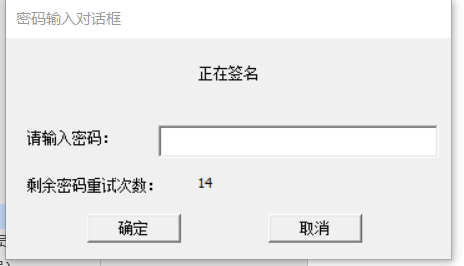 密码输入对话框
正在签名
请输入密码：
剩余密码重试次数： 14
确定 取消